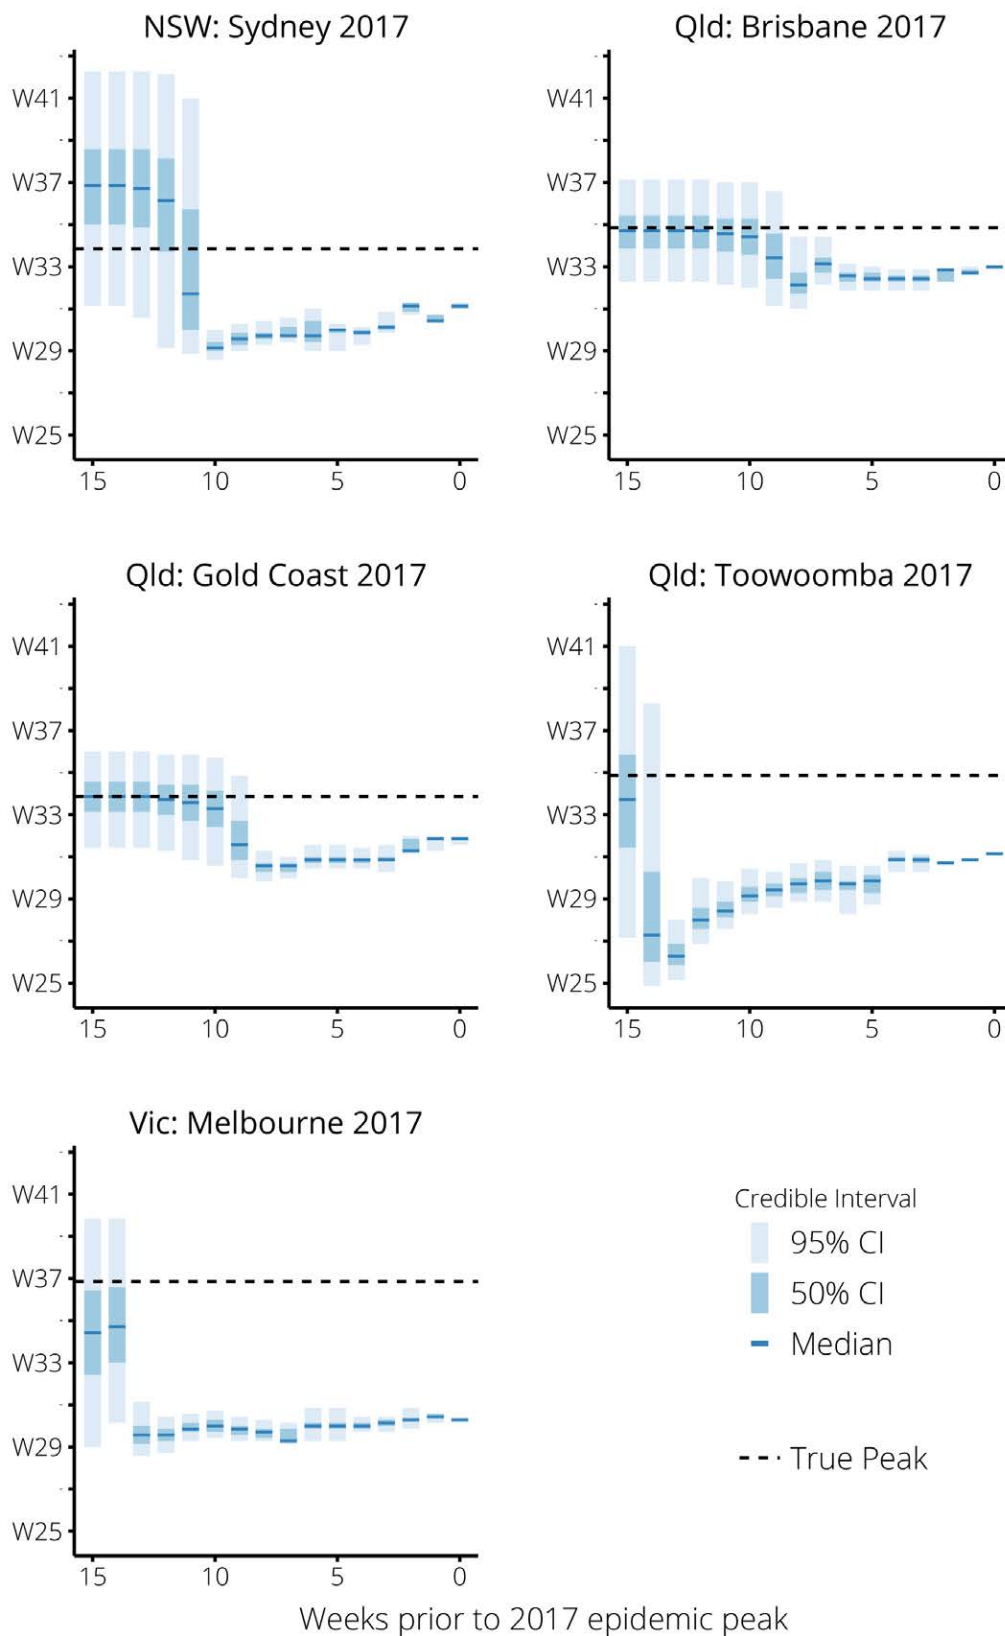 NSW: Sydney 2017
W41
W37
W33
W29
W25
15 10 5 0
Qld: Brisbane 2017
W41
W37
W33
W29
W25
15 10 5 0
Qld: Gold Coast 2017
W41
W37
W33
W29
W25
15 10 5 0
Qld: Toowoomba 2017
W41
W37
W33
W29
W25
15 10 5 0
Vic: Melbourne 2017
W41
W37
W33
W29
W25
15 10 5 0
Credible Interval
95% CI
50% CI
Median
True Peak
Weeks prior to 2017 epidemic peak